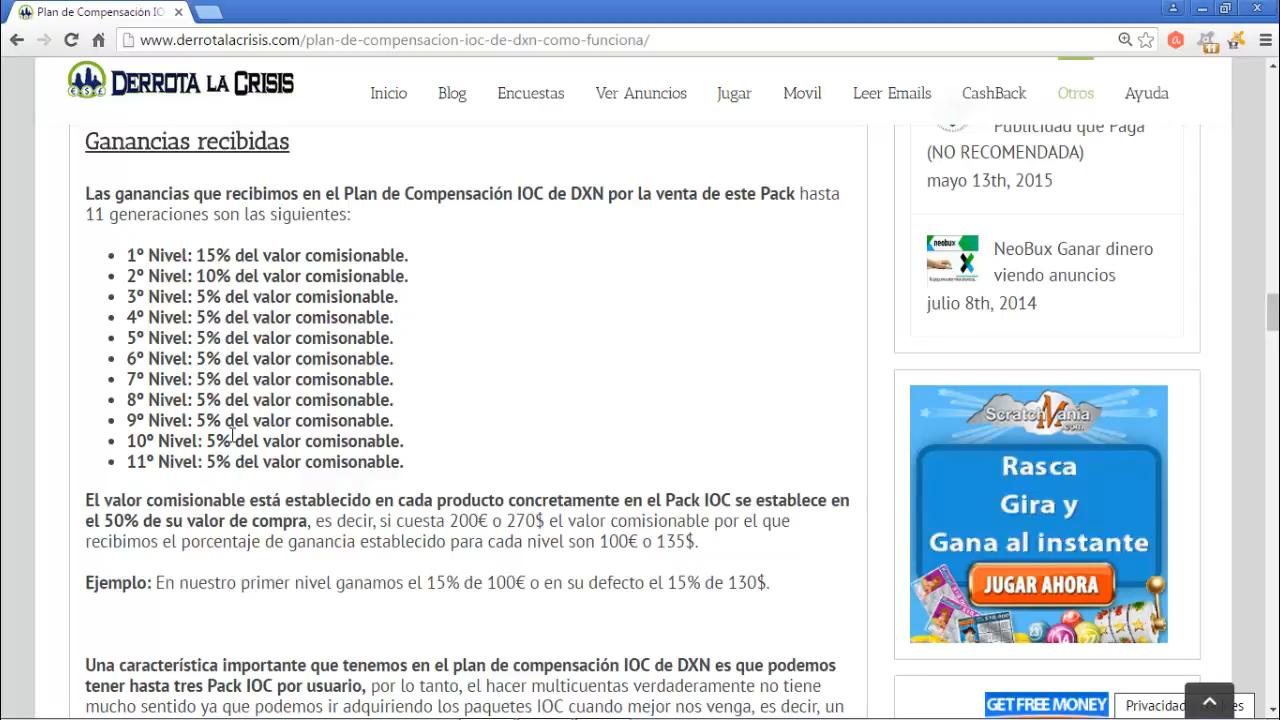 Plan de Compensación IO
www.derrotalacrisis.com/plan-de-compensacion-ioc-de-dxn-como-funciona/
11
DERROTA LA CRISIS
Inicio Blog Encuestas Ver Anuncios Jugar Movil Leer Emails CashBack Otros Ayuda
Ganancias recibidas
Las ganancias que recibimos en el Plan de Compensación IOC de DXN por la venta de este Pack hasta
11 generaciones son las siguientes:
1º Nivel: 15% del valor comisionable.
2º Nivel: 10% del valor comisionable.
3º Nivel: 5% del valor comisionable.
4º Nivel: 5% del valor comisonable.
5º Nivel: 5% del valor comisonable.
6º Nivel: 5% del valor comisonable.
7º Nivel: 5% del valor comisonable.
8º Nivel: 5% del valor comisonable.
9º Nivel: 5% del valor comisonable.
10º Nivel: 5% del valor comisonable.
11º Nivel: 5% del valor comisonable.
El valor comisionable está establecido en cada producto concretamente en el Pack IOC se establece en
el 50% de su valor de compra, es decir, si cuesta 200€ o 270$ el valor comisionable por el que
recibimos el porcentaje de ganancia establecido para cada nivel son 100€ o 135$.
Ejemplo: En nuestro primer nivel ganamos el 15% de 100€ o en su defecto el 15% de 130$.
Una característica importante que tenemos en el plan de compensación IOC de DXN es que podemos
tener hasta tres Pack IOC por usuario, por lo tanto, el hacer multicuentas verdaderamente no tiene
mucho sentido ya que podemos ir adquiriendo los paquetes IOC cuando mejor nos venga, es decir, un
Publicidad que Paga
(NO RECOMENDADA)
mayo 13th, 2015
neobux
NeoBux Ganar dinero
viendo anuncios
julio 8th, 2014
ScratchMania
.com
Rasca
Gira y
Gana al instante
JUGAR AHORA
GET FREE MONEY
Privacidad y cookies